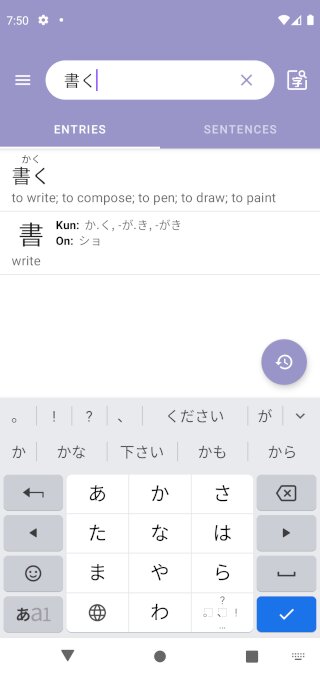 7:50
書く
ENTRIES SENTENCES
かく
書く
to write; to compose; to pen; to draw; to paint
書 Kun: か.く, -が.き, -がき
On: ショ
write
。 ! ? 、 ください が
か かな 下さい かも から
あ か さ
た な は
ま や ら
あa1 わ 。?、!…